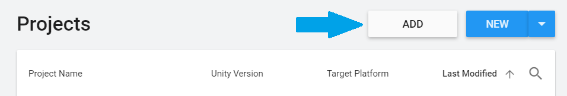 Projects ADD NEW
Project Name Unity Version Target Platform Last Modified